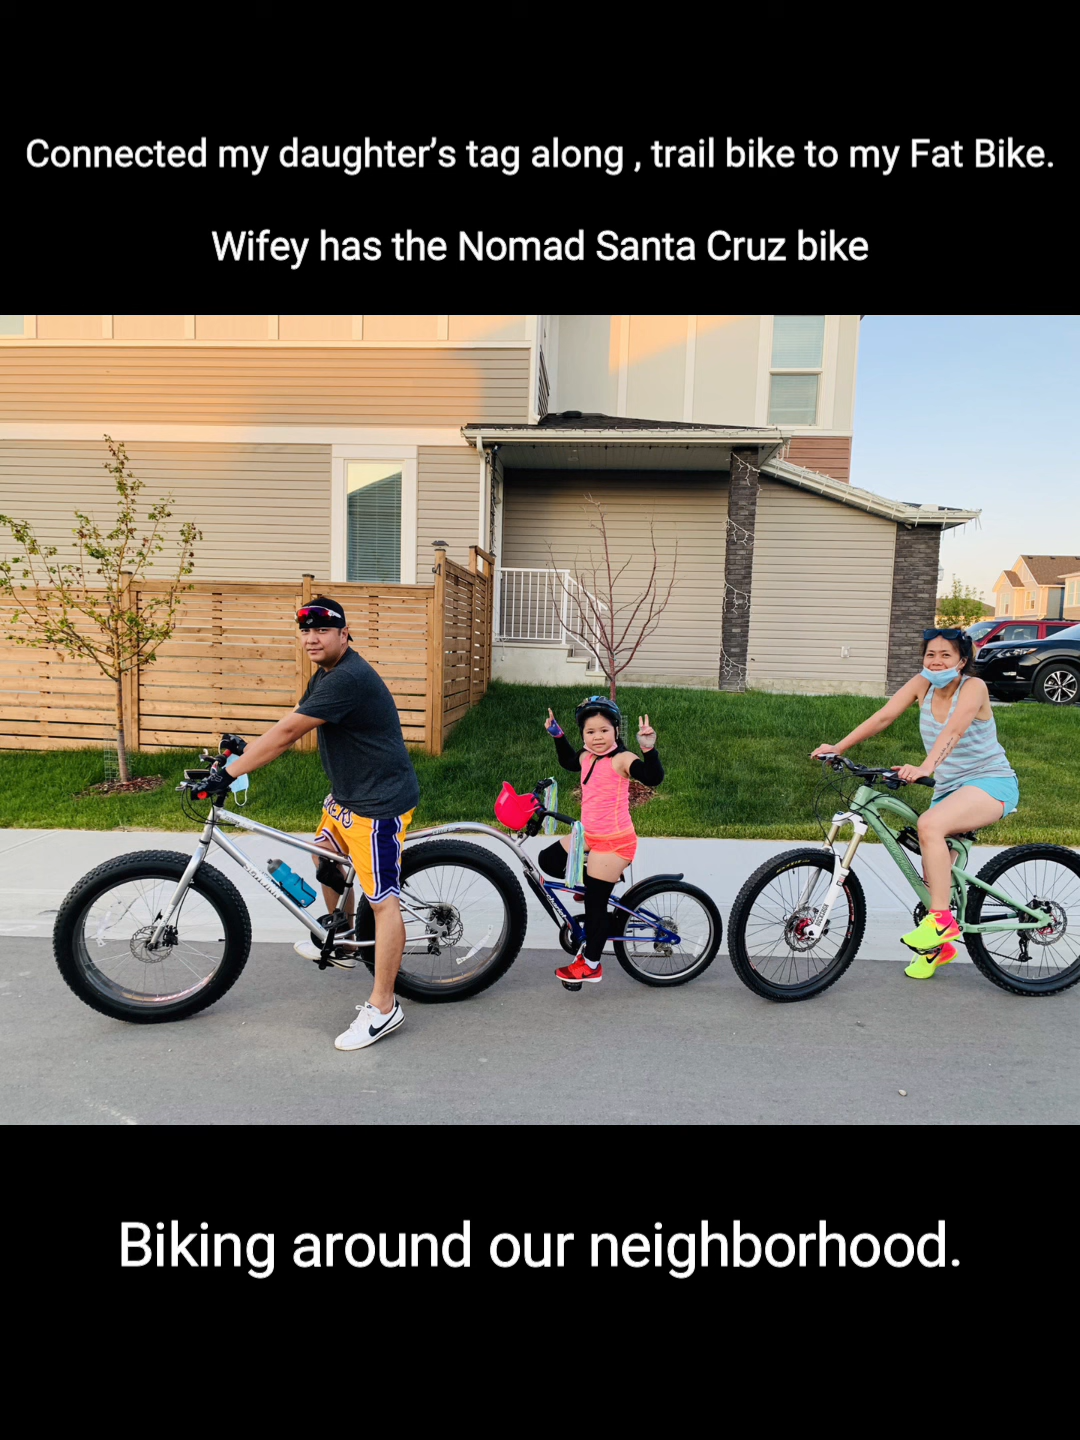 Connected my daughter’s tag along , trail bike to my Fat Bike.
Wifey has the Nomad Santa Cruz bike
Biking around our neighborhood.